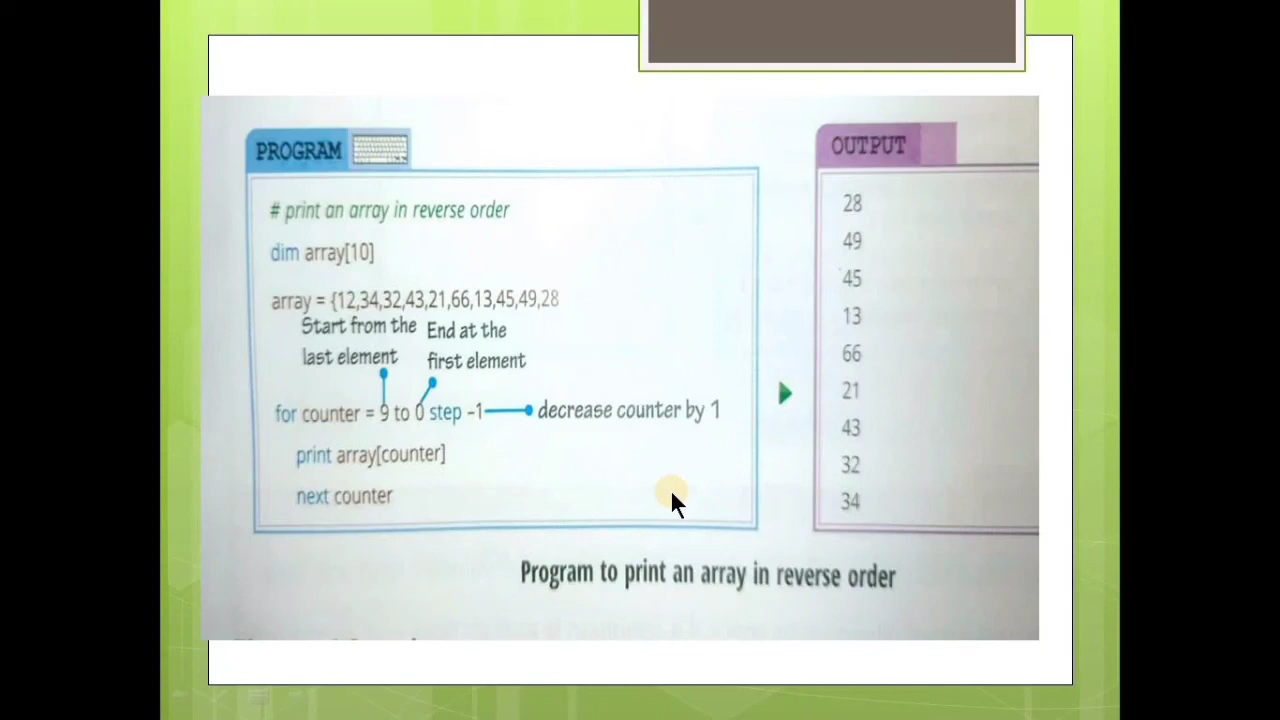 PROGRAM
# print an array in reverse order
dim array[10]
array = {12,34,32,43,21,66,13,45,49,28
Start from the
last element
End at the
first element
for counter = 9 to 0 step -1
decrease counter by 1
print array[counter]
next counter
OUTPUT
28
49
45
13
66
21
43
32
34
Program to print an array in reverse order